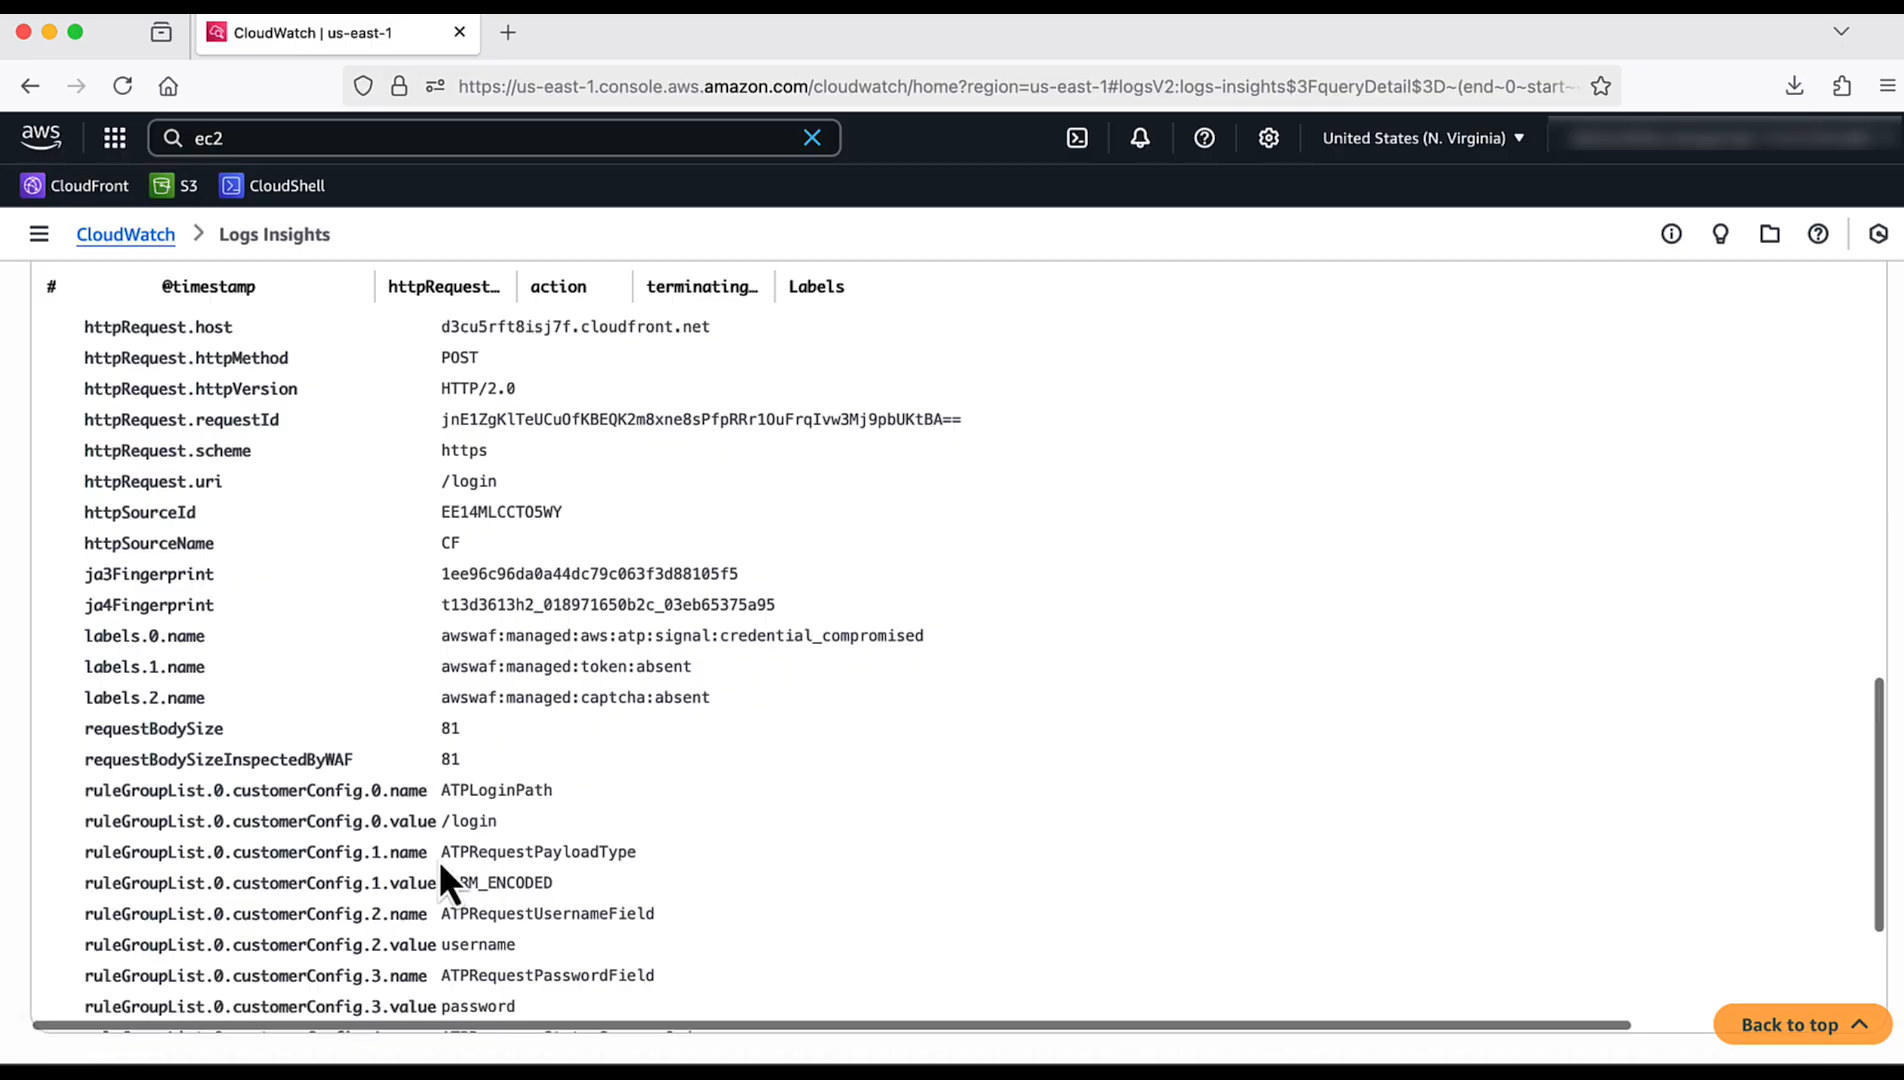 CloudWatch | us-east-1
https://us-east-1.console.aws.amazon.com/cloudwatch/home?region=us-east-1#logsV2:logs-insights$3FqueryDetail$3D~(end~0~start~
aws
ec2
United States (N. Virginia)
CloudFront S3 CloudShell
CloudWatch > Logs Insights
# @timestamp httpRequest… action terminating… Labels
httpRequest.host d3cu5rft8isj7f.cloudfront.net
httpRequest.httpMethod POST
httpRequest.httpVersion HTTP/2.0
httpRequest.requestId jnE1ZgKlTeUCuOfKBEQK2m8xne8sPfpRRr1OuFrqIvw3Mj9pbUKtBA==
httpRequest.scheme https
httpRequest.uri /login
httpSourceId EE14MLCCTO5WY
httpSourceName CF
ja3Fingerprint 1ee96c96da0a44dc79c063f3d88105f5
ja4Fingerprint t13d3613h2_018971650b2c_03eb65375a95
labels.0.name awswaf:managed:aws:atp:signal:credential_compromised
labels.1.name awswaf:managed:token:absent
labels.2.name awswaf:managed:captcha:absent
requestBodySize 81
requestBodySizeInspectedByWAF 81
ruleGroupList.0.customerConfig.0.name ATPLoginPath
ruleGroupList.0.customerConfig.0.value /login
ruleGroupList.0.customerConfig.1.name ATPRequestPayloadType
ruleGroupList.0.customerConfig.1.value RM_ENCODED
ruleGroupList.0.customerConfig.2.name ATPRequestUsernameField
ruleGroupList.0.customerConfig.2.value username
ruleGroupList.0.customerConfig.3.name ATPRequestPasswordField
ruleGroupList.0.customerConfig.3.value password
Back to top